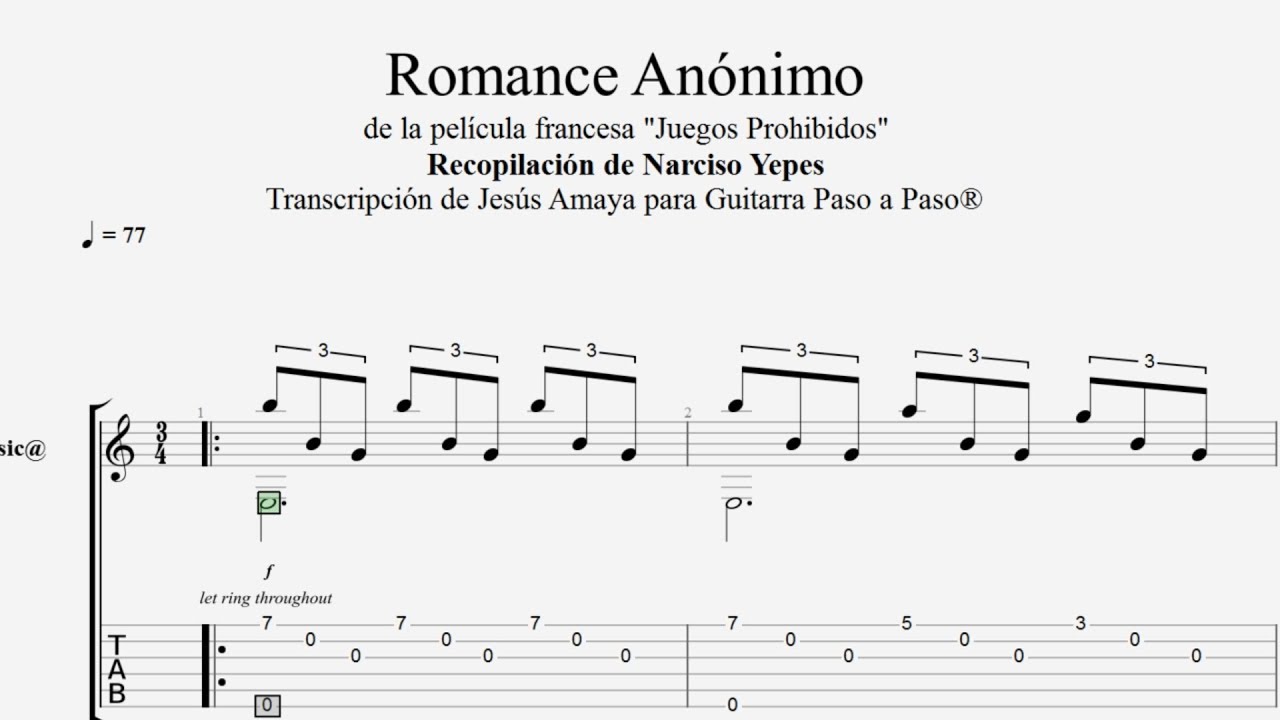 Romance Anónimo
de la película francesa "Juegos Prohibidos"
Recopilación de Narciso Yepes
Transcripción de Jesús Amaya para Guitarra Paso a Paso®
= 77
3 3 3 3 3 3
1 2
sic@
3
4
f
let ring throughout
7 7 7 7 5 3
T 0 0 0 0 0 0
A 0 0 0 0 0 0
B
0 0